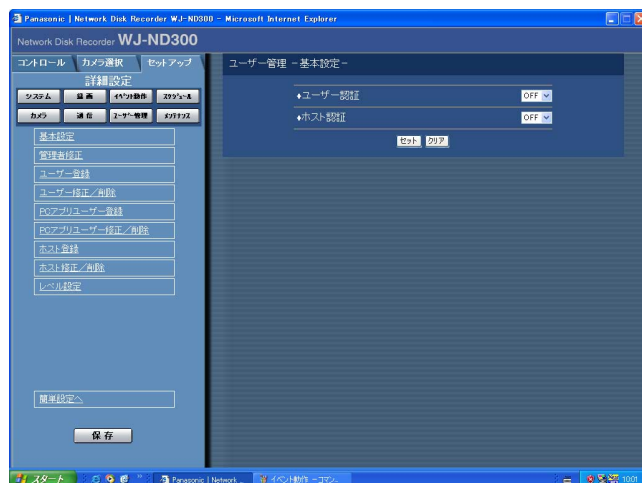 Panasonic | Network Disk Recorder WJ-ND300 - Microsoft Internet Explorer
Network Disk Recorder WJ-ND300
コントロール カメラ選択 セットアップ
詳細設定
システム 録画 ｲﾍﾞﾝﾄ動作 ｽｹｼﾞｭｰﾙ
カメラ 通信 ﾕｰｻﾞｰ管理 ﾒﾝﾃﾅﾝｽ
基本設定
管理者修正
ユーザー登録
ユーザー修正／削除
PCアプリユーザー登録
PCアプリユーザー修正／削除
ホスト登録
ホスト修正／削除
レベル設定
簡単設定へ
保存
ユーザー管理 －基本設定－
♦ユーザー認証 OFF
♦ホスト認証 OFF
セット クリア
スタート Panasonic | Network ... イベント動作 －コマン... 1001